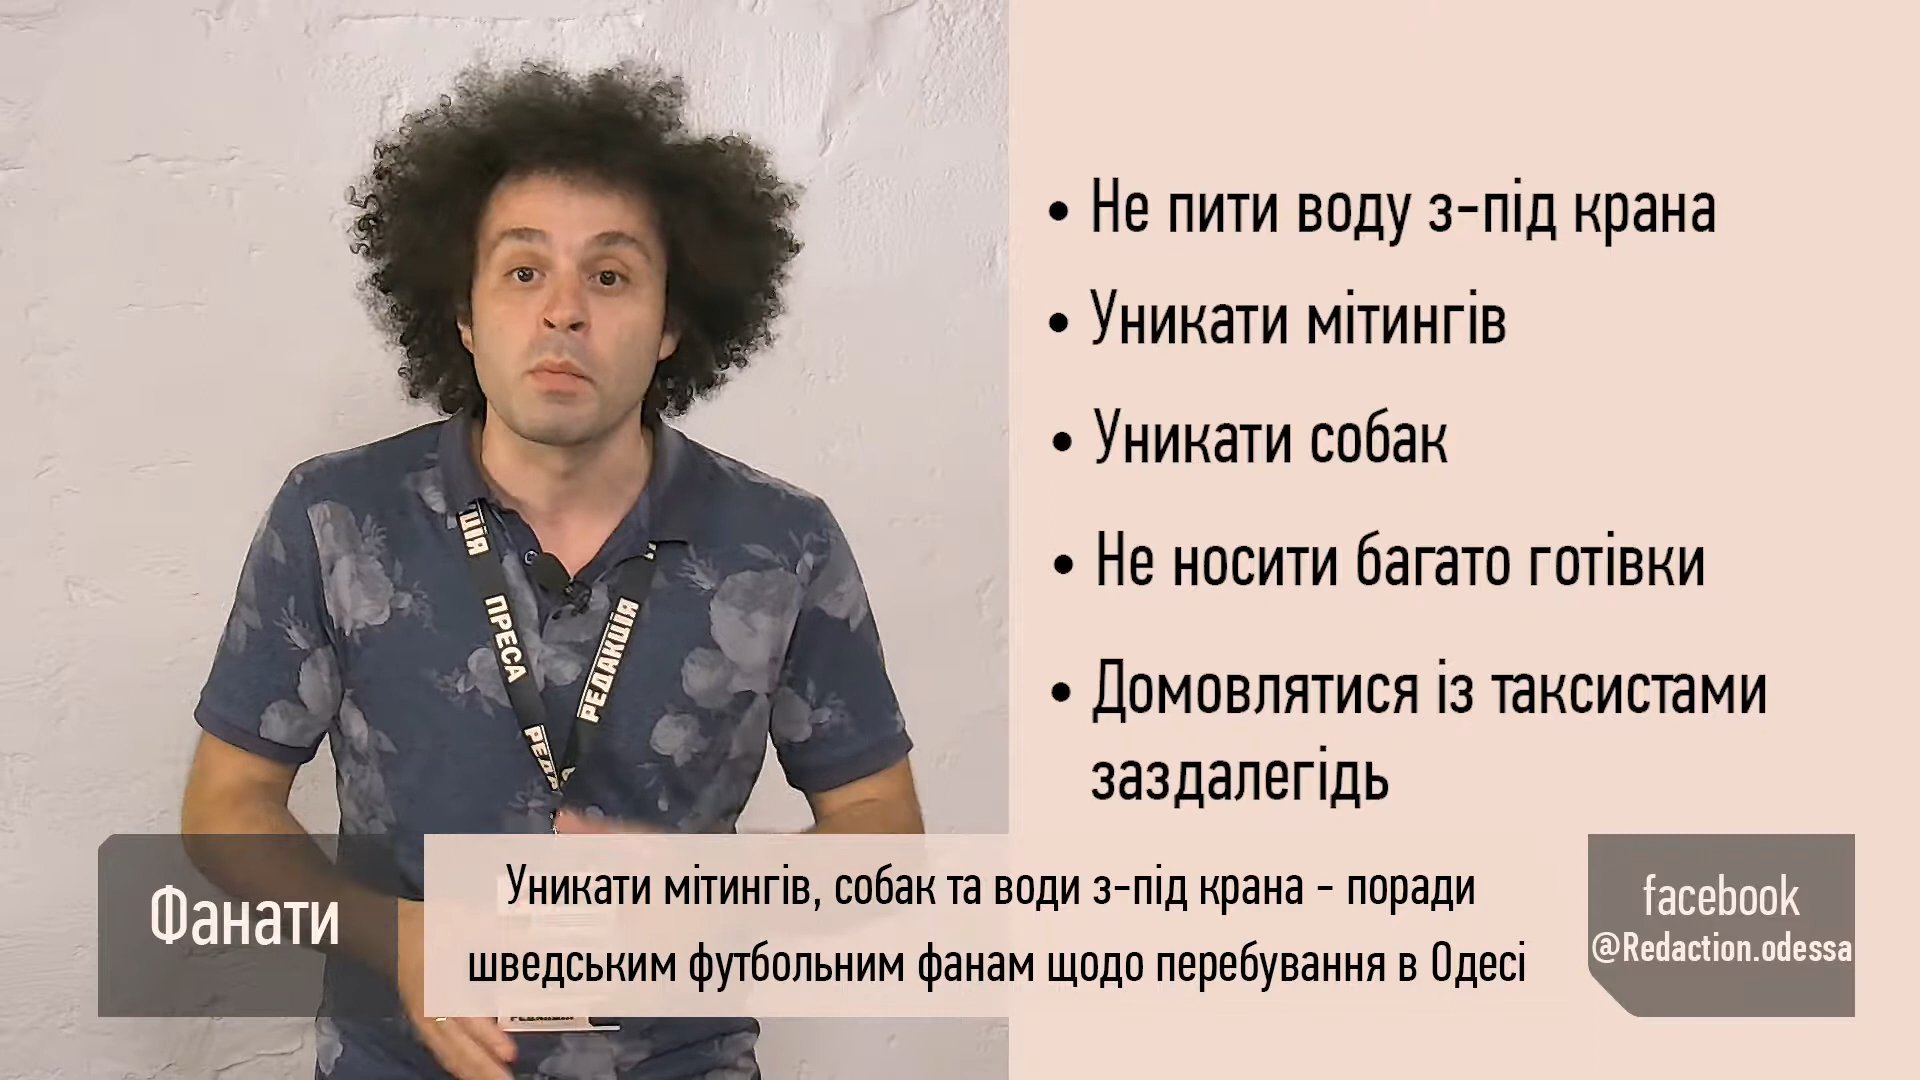 • Не пити воду з-під крана
• Уникати мітингів
• Уникати собак
• Не носити багато готівки
• Домовлятися із таксистами
заздалегідь
ЦІЯ
ПРЕСА
РЕДАКЦІЯ
Фанати
Уникати мітингів, собак та води з-під крана - поради
шведським футбольним фанам щодо перебування в Одесі
facebook
@Redaction.odessa